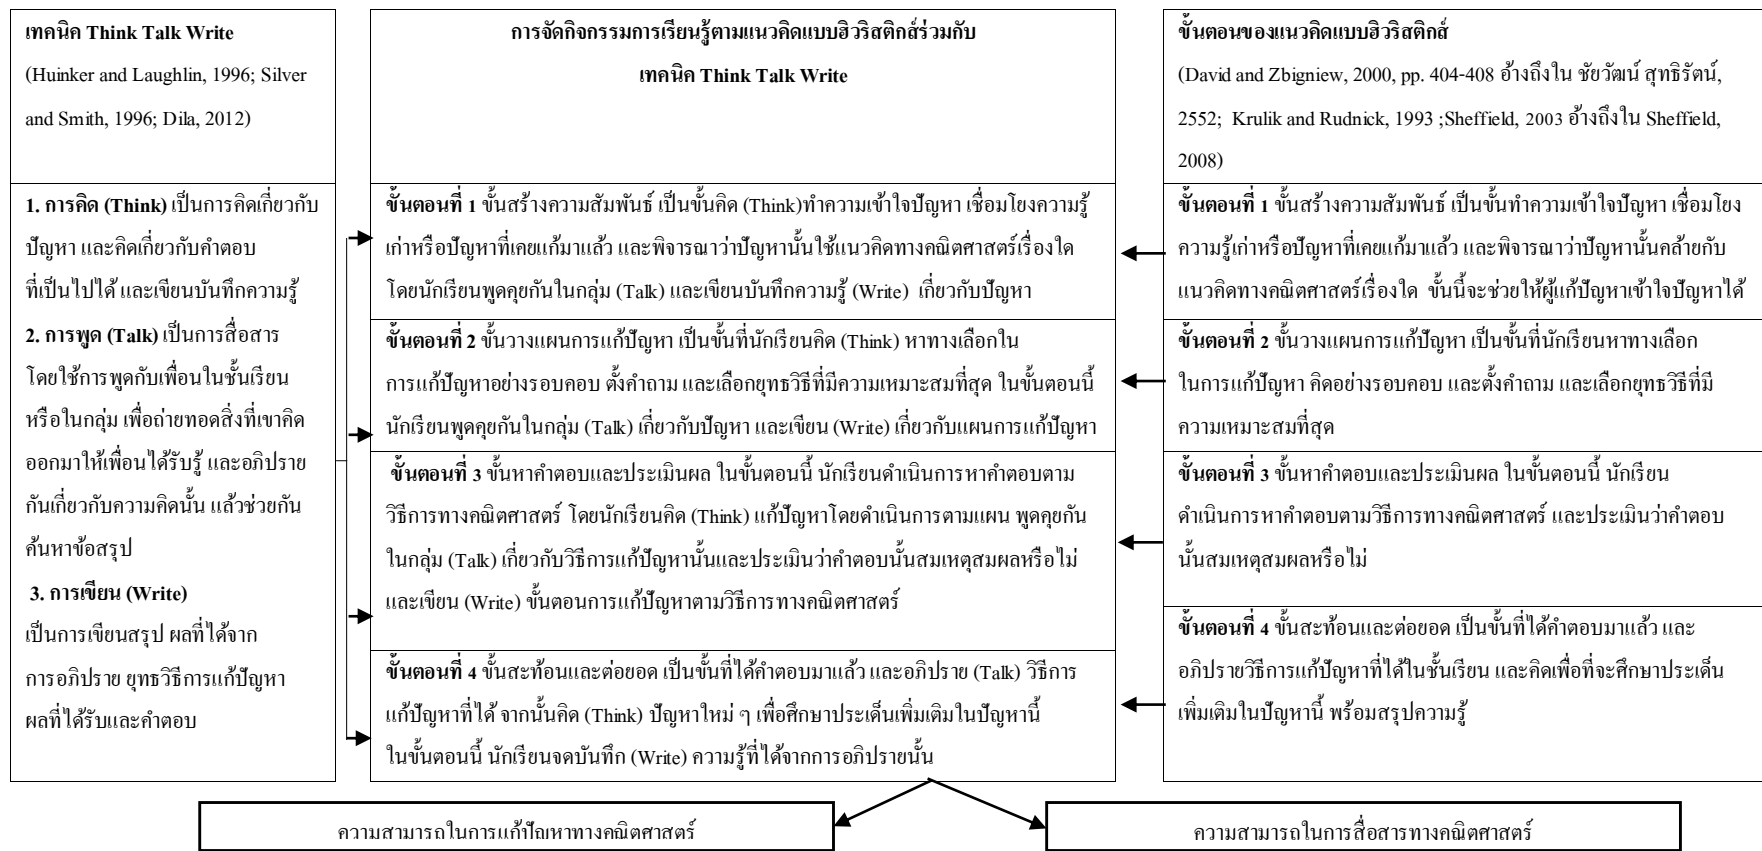 เทคนิค Think Talk Write
(Huinker and Laughlin, 1996; Silver
and Smith, 1996; Dila, 2012)
1. การคิด (Think) เป็นการคิดเกี่ยวกับ
ปัญหา และคิดเกี่ยวกับคำตอบ
ที่เป็นไปได้ และเขียนบันทึกความรู้
2. การพูด (Talk) เป็นการสื่อสาร
โดยใช้การพูดกับเพื่อนในชั้นเรียน
หรือในกลุ่ม เพื่อถ่ายทอดสิ่งที่เขาคิด
ออกมาให้เพื่อนได้รับรู้ และอภิปราย
กันเกี่ยวกับความคิดนั้น แล้วช่วยกัน
ค้นหาข้อสรุป
3. การเขียน (Write)
เป็นการเขียนสรุป ผลที่ได้จาก
การอภิปราย ยุทธวิธีการแก้ปัญหา
ผลที่ได้รับและคำตอบ
การจัดกิจกรรมการเรียนรู้ตามแนวคิดแบบฮิวริสติกส์ร่วมกับ
เทคนิค Think Talk Write
ขั้นตอนที่ 1 ขั้นสร้างความสัมพันธ์ เป็นขั้นคิด (Think)ทำความเข้าใจปัญหา เชื่อมโยงความรู้
เก่าหรือปัญหาที่เคยแก้มาแล้ว และพิจารณาว่าปัญหานั้นใช้แนวคิดทางคณิตศาสตร์เรื่องใด
โดยนักเรียนพูดคุยกันในกลุ่ม (Talk) และเขียนบันทึกความรู้ (Write) เกี่ยวกับปัญหา
ขั้นตอนที่ 2 ขั้นวางแผนการแก้ปัญหา เป็นขั้นที่นักเรียนคิด (Think) หาทางเลือกใน
การแก้ปัญหาอย่างรอบคอบ ตั้งคำถาม และเลือกยุทธวิธีที่มีความเหมาะสมที่สุด ในขั้นตอนนี้
นักเรียนพูดคุยกันในกลุ่ม (Talk) เกี่ยวกับปัญหา และเขียน (Write) เกี่ยวกับแผนการแก้ปัญหา
ขั้นตอนที่ 3 ขั้นหาคำตอบและประเมินผล ในขั้นตอนนี้ นักเรียนดำเนินการหาคำตอบตาม
วิธีการทางคณิตศาสตร์ โดยนักเรียนคิด (Think) แก้ปัญหาโดยดำเนินการตามแผน พูดคุยกัน
ในกลุ่ม (Talk) เกี่ยวกับวิธีการแก้ปัญหานั้นและประเมินว่าคำตอบนั้นสมเหตุสมผลหรือไม่
และเขียน (Write) ขั้นตอนการแก้ปัญหาตามวิธีการทางคณิตศาสตร์
ขั้นตอนที่ 4 ขั้นสะท้อนและต่อยอด เป็นขั้นที่ได้คำตอบมาแล้ว และอภิปราย (Talk) วิธีการ
แก้ปัญหาที่ได้ จากนั้นคิด (Think) ปัญหาใหม่ ๆ เพื่อศึกษาประเด็นเพิ่มเติมในปัญหานี้
ในขั้นตอนนี้ นักเรียนจดบันทึก (Write) ความรู้ที่ได้จากการอภิปรายนั้น
ขั้นตอนของแนวคิดแบบฮิวริสติกส์
(David and Zbigniew, 2000, pp. 404-408 อ้างถึงใน ชัยวัฒน์ สุทธิรัตน์,
2552; Krulik and Rudnick, 1993 ;Sheffield, 2003 อ้างถึงใน Sheffield,
2008)
ขั้นตอนที่ 1 ขั้นสร้างความสัมพันธ์ เป็นขั้นทำความเข้าใจปัญหา เชื่อมโยง
ความรู้เก่าหรือปัญหาที่เคยแก้มาแล้ว และพิจารณาว่าปัญหานั้นคล้ายกับ
แนวคิดทางคณิตศาสตร์เรื่องใด ขั้นนี้จะช่วยให้ผู้แก้ปัญหาเข้าใจปัญหาได้
ขั้นตอนที่ 2 ขั้นวางแผนการแก้ปัญหา เป็นขั้นที่นักเรียนหาทางเลือก
ในการแก้ปัญหา คิดอย่างรอบคอบ และตั้งคำถาม และเลือกยุทธวิธีที่มี
ความเหมาะสมที่สุด
ขั้นตอนที่ 3 ขั้นหาคำตอบและประเมินผล ในขั้นตอนนี้ นักเรียน
ดำเนินการหาคำตอบตามวิธีการทางคณิตศาสตร์ และประเมินว่าคำตอบ
นั้นสมเหตุสมผลหรือไม่
ขั้นตอนที่ 4 ขั้นสะท้อนและต่อยอด เป็นขั้นที่ได้คำตอบมาแล้ว และ
อภิปรายวิธีการแก้ปัญหาที่ได้ในชั้นเรียน และคิดเพื่อที่จะศึกษาประเด็น
เพิ่มเติมในปัญหานี้ พร้อมสรุปความรู้
ความสามารถในการแก้ปัญหาทางคณิตศาสตร์
ความสามารถในการสื่อสารทางคณิตศาสตร์